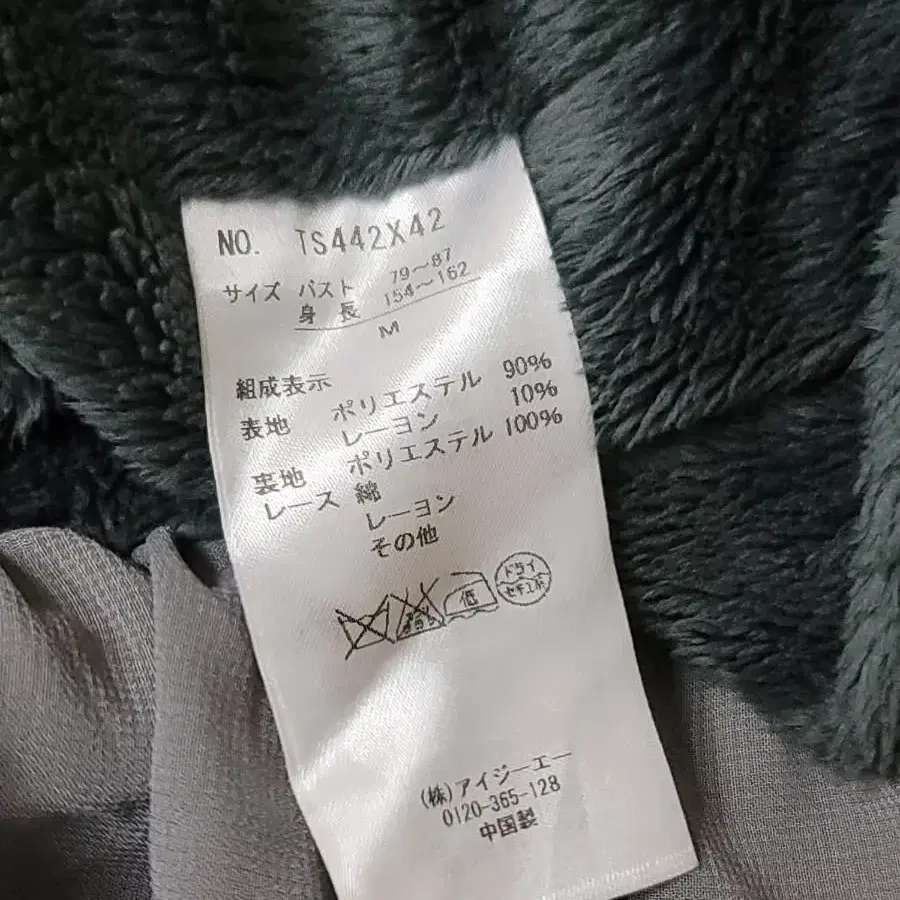 NO. TS442X42
サイズ バスト 79～87
身長 154～162
M
組成表示
表地 ポリエステル 90%
レーヨン 10%
裏地 ポリエステル 100%
レース 綿
レーヨン
その他
低
ドライ
セキユ系
(株)アイジーエー
0120-365-128
中国製